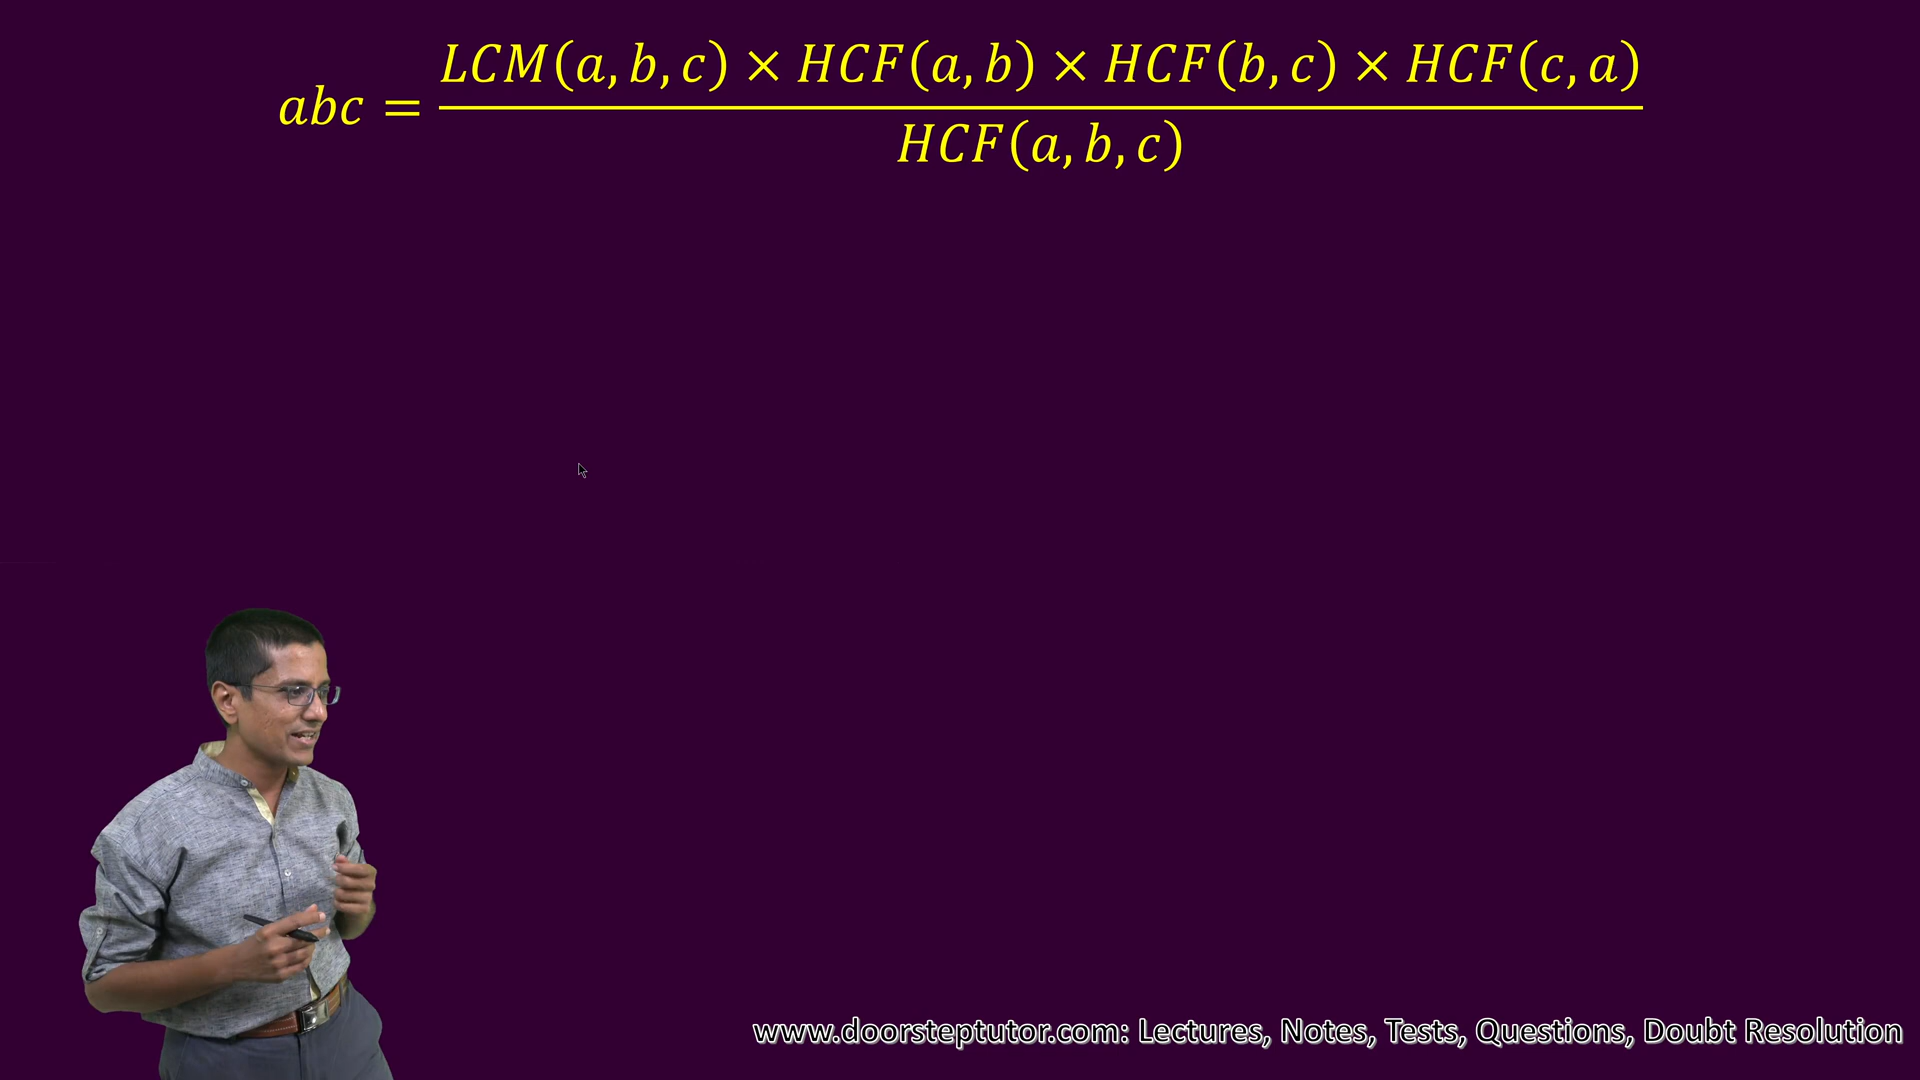 abc = LCM(a, b, c) × HCF(a, b) × HCF(b, c) × HCF(c, a) / HCF(a, b, c)
www.doorsteptutor.com: Lectures, Notes, Tests, Questions, Doubt Resolution